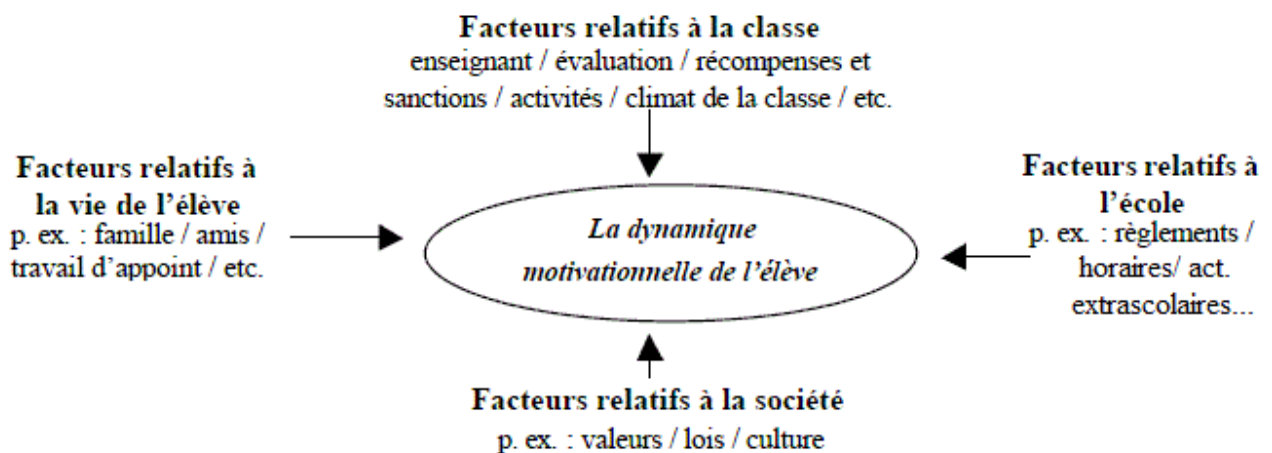 Facteurs relatifs à la classe
enseignant / évaluation / récompenses et
sanctions / activités / climat de la classe / etc.
Facteurs relatifs à
la vie de l'élève
p. ex. : famille / amis /
travail d'appoint / etc.
La dynamique
motivationnelle de l'élève
Facteurs relatifs à
l'école
p. ex. : règlements /
horaires/ act.
extrascolaires...
Facteurs relatifs à la société
p. ex. : valeurs / lois / culture